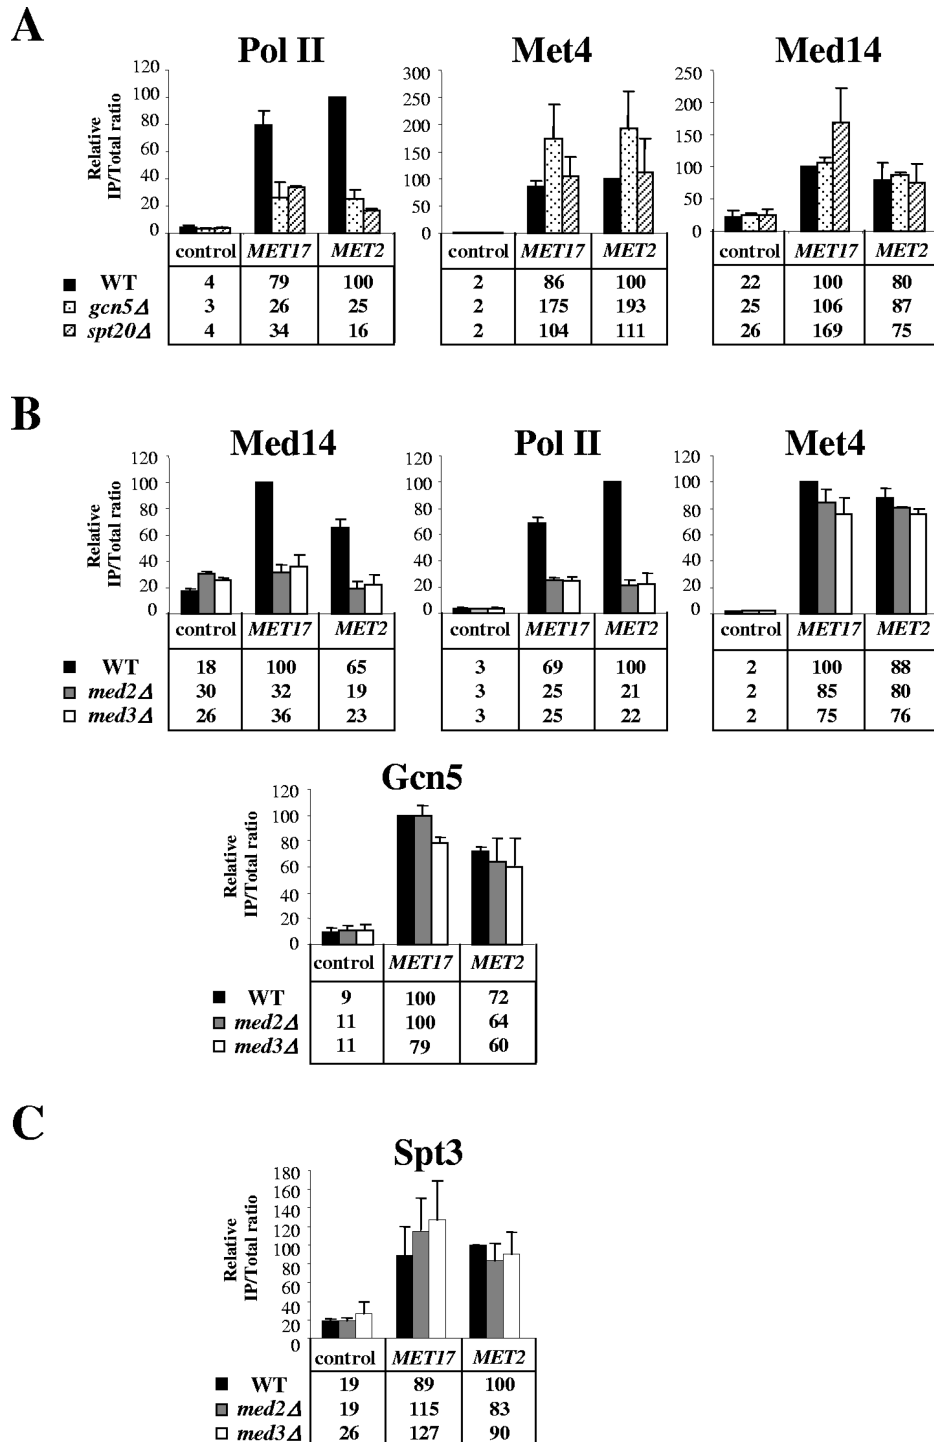 A
Pol II Met4 Med14
Relative
IP/Total ratio
120
100
80
60
40
20
0
300
250
200
150
100
50
0
250
200
150
100
50
0
control MET17 MET2 control MET17 MET2 control MET17 MET2
WT 4 79 100 2 86 100 22 100 80
gcn5Δ 3 26 25 2 175 193 25 106 87
spt20Δ 4 34 16 2 104 111 26 169 75
B
Med14 Pol II Met4
Relative
IP/Total ratio
120
100
80
60
40
20
0
120
100
80
60
40
20
0
120
100
80
60
40
20
0
control MET17 MET2 control MET17 MET2 control MET17 MET2
WT 18 100 65 3 69 100 2 100 88
med2Δ 30 32 19 3 25 21 2 85 80
med3Δ 26 36 23 3 25 22 2 75 76
Gcn5
Relative
IP/Total ratio
120
100
80
60
40
20
0
control MET17 MET2
WT 9 100 72
med2Δ 11 100 64
med3Δ 11 79 60
C
Spt3
Relative
IP/Total ratio
180
160
140
120
100
80
60
40
20
0
control MET17 MET2
WT 19 89 100
med2Δ 19 115 83
med3Δ 26 127 90